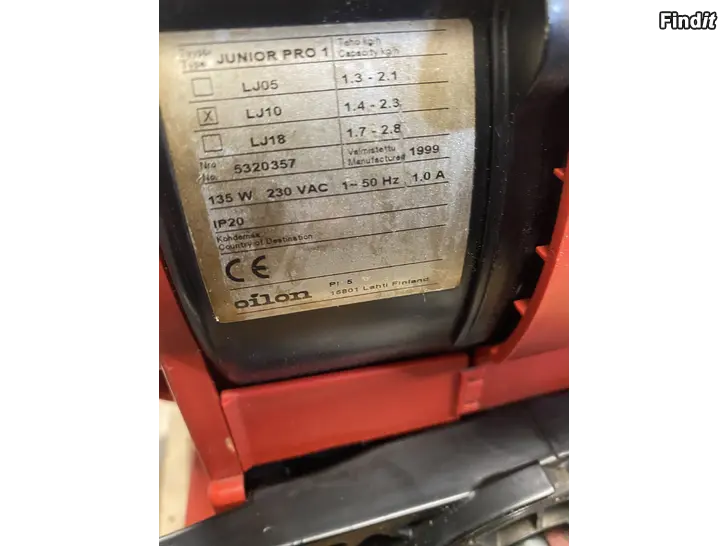 Findit
Tyyppi Teho kg/h
Type JUNIOR PRO 1 Capacity kg/h
LJ05 1.3 - 2.1
X LJ10 1.4 - 2.3
LJ18 1.7 - 2.8
Nro Valmistettu
No. 5320357 Manufactured 1999
135 W 230 VAC 1~ 50 Hz 1.0 A
IP20
Kohdemaa
Country of Destination
CE
oilon PL 5
15801 Lahti Finland